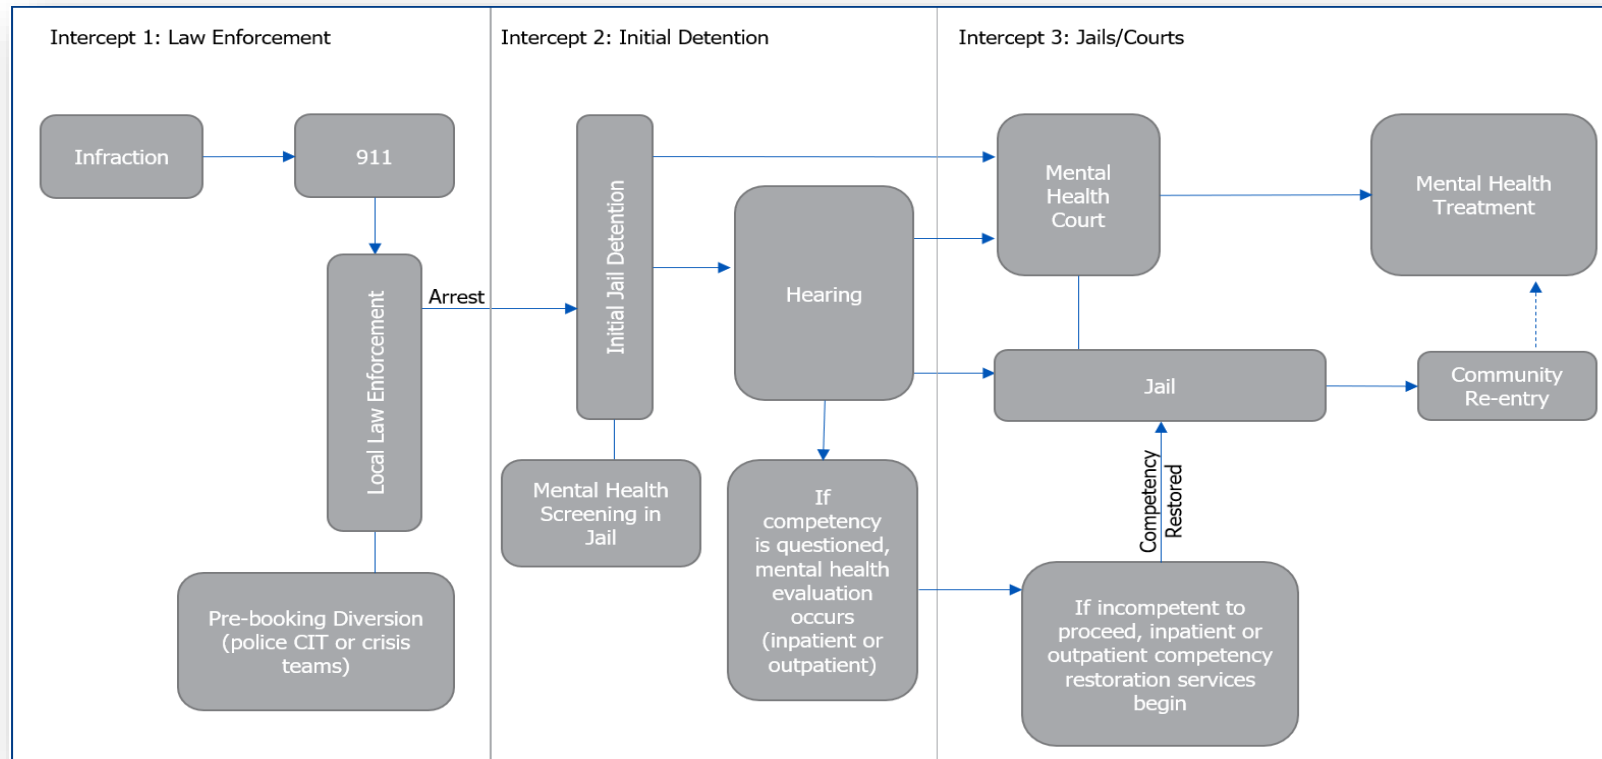 Intercept 1: Law Enforcement
Intercept 2: Initial Detention
Intercept 3: Jails/Courts
Infraction
911
Local Law Enforcement
Arrest
Pre-booking Diversion
(police CIT or crisis
teams)
Initial Jail Detention
Mental Health
Screening in
Jail
Hearing
If
competency
is questioned,
mental health
evaluation
occurs
(inpatient or
outpatient)
Mental
Health
Court
Mental Health
Treatment
Jail
Community
Re-entry
Competency
Restored
If incompetent to
proceed, inpatient or
outpatient competency
restoration services
begin